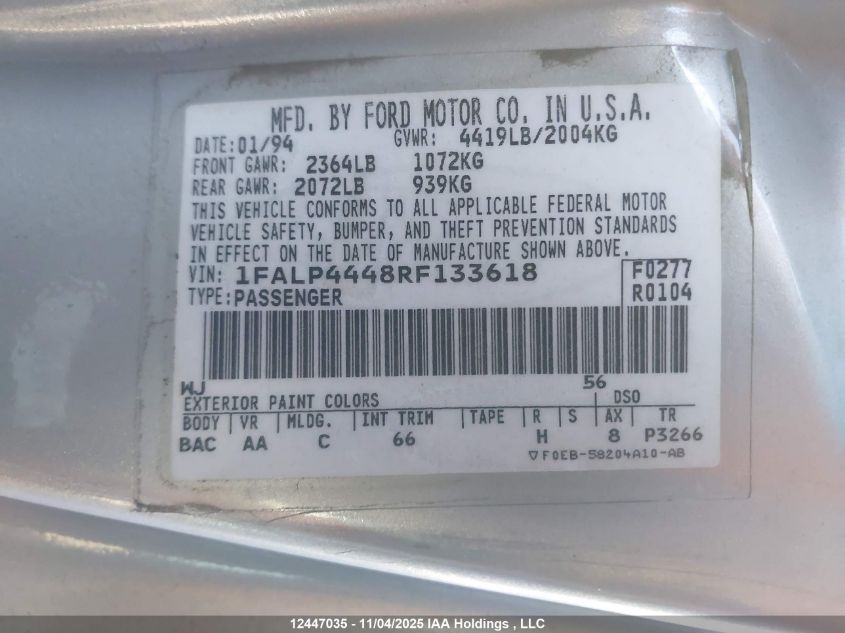 MFD. BY FORD MOTOR CO. IN U.S.A.
DATE:01/94 GVWR: 4419LB/2004KG
FRONT GAWR: 2364LB 1072KG
REAR GAWR: 2072LB 939KG
THIS VEHICLE CONFORMS TO ALL APPLICABLE FEDERAL MOTOR
VEHICLE SAFETY, BUMPER, AND THEFT PREVENTION STANDARDS
IN EFFECT ON THE DATE OF MANUFACTURE SHOWN ABOVE.
VIN: 1FALP4448RF133618 F0277
TYPE:PASSENGER R0104
WJ 56
EXTERIOR PAINT COLORS DSO
BODY VR MLDG. INT TRIM TAPE R S AX TR
BAC AA C 66 H 8 P3266
▽F0EB-58204A10-AB
12447035 - 11/04/2025 IAA Holdings , LLC